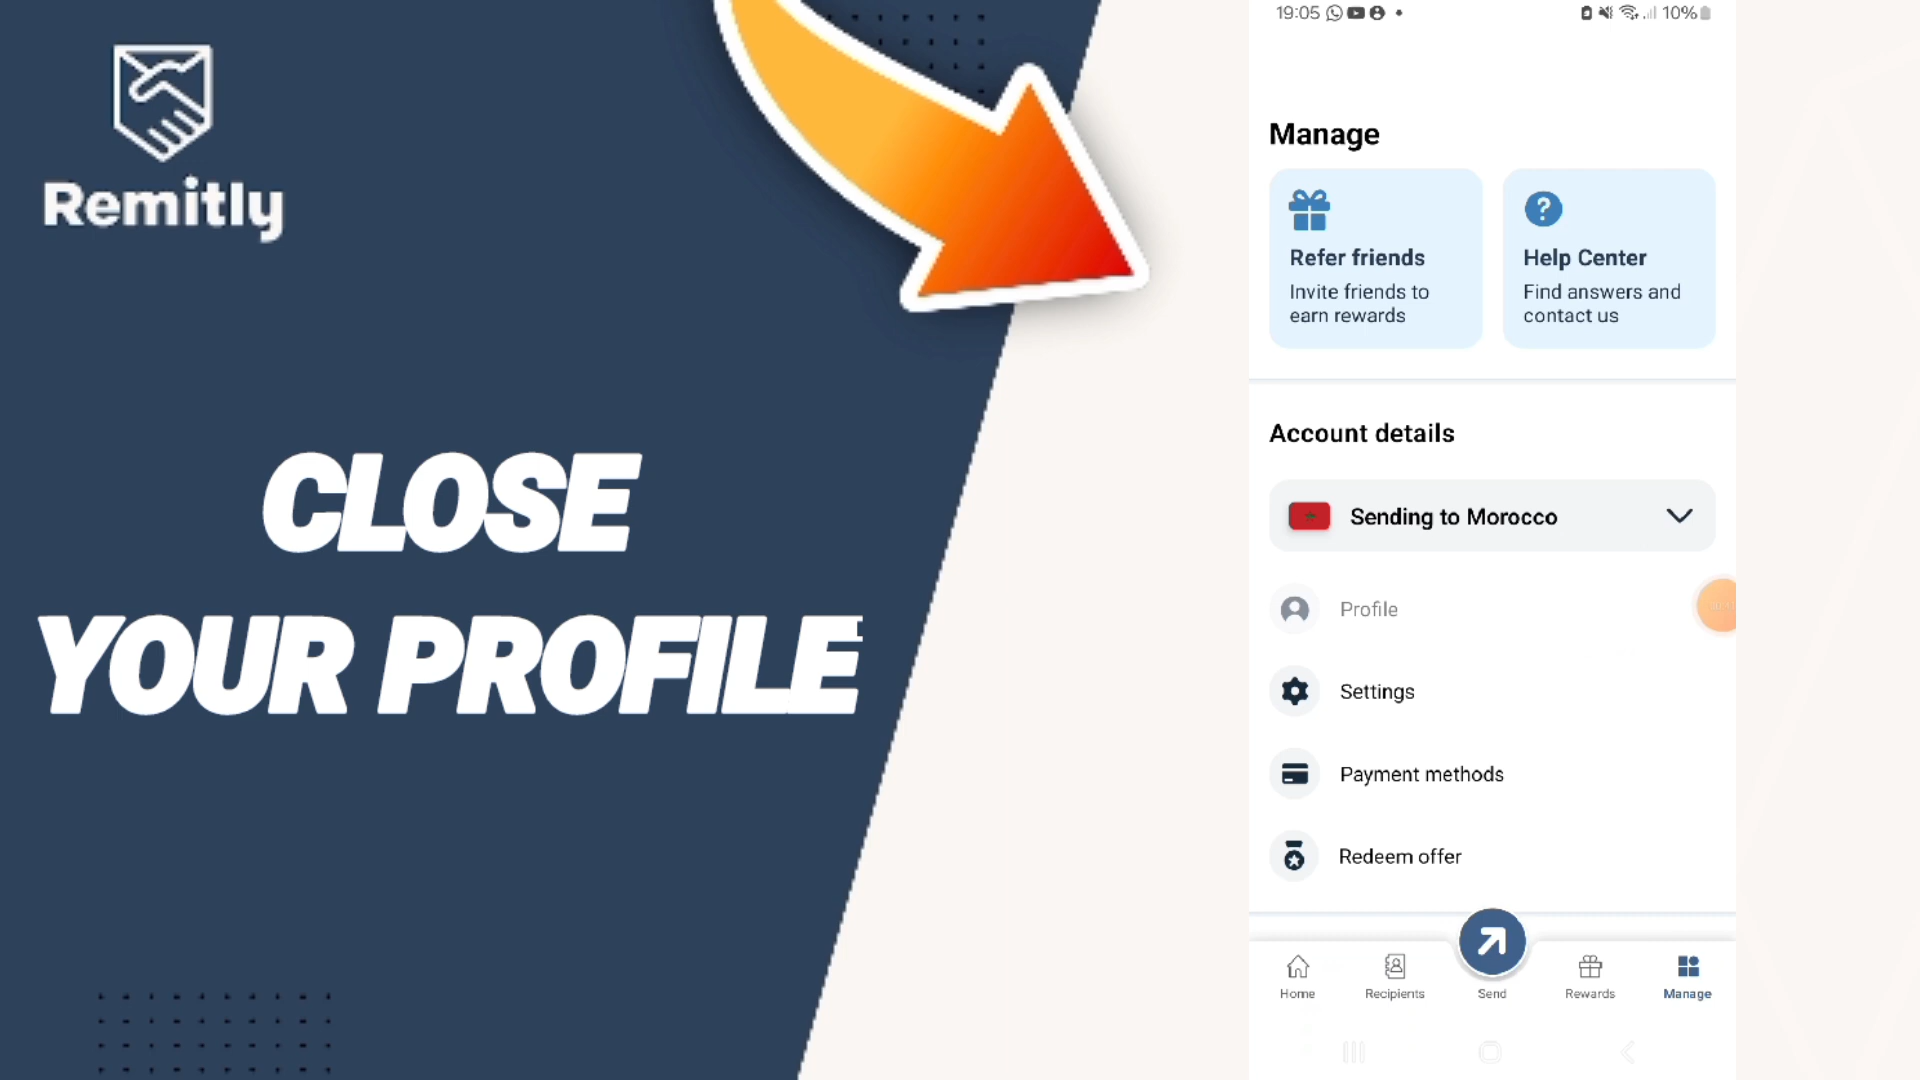 Remitly
CLOSE
YOUR PROFILE
19:05
10%
Manage
Refer friends
Invite friends to
earn rewards
Help Center
Find answers and
contact us
Account details
Sending to Morocco
Profile
Settings
Payment methods
Redeem offer
Home
Recipients
Send
Rewards
Manage